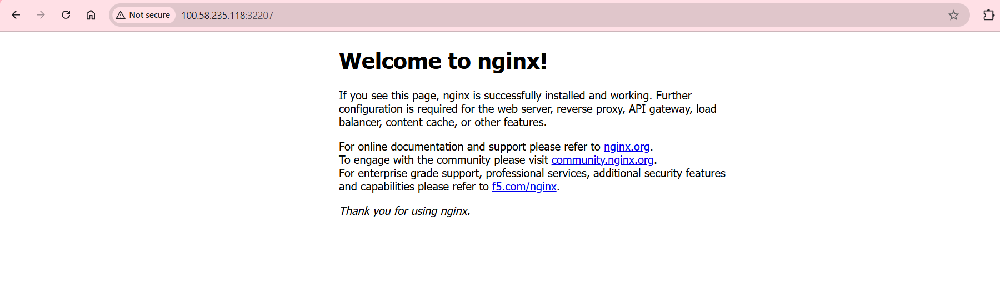 Not secure 100.58.235.118:32207
Welcome to nginx!
If you see this page, nginx is successfully installed and working. Further
configuration is required for the web server, reverse proxy, API gateway, load
balancer, content cache, or other features.
For online documentation and support please refer to nginx.org.
To engage with the community please visit community.nginx.org.
For enterprise grade support, professional services, additional security features
and capabilities please refer to f5.com/nginx.
Thank you for using nginx.